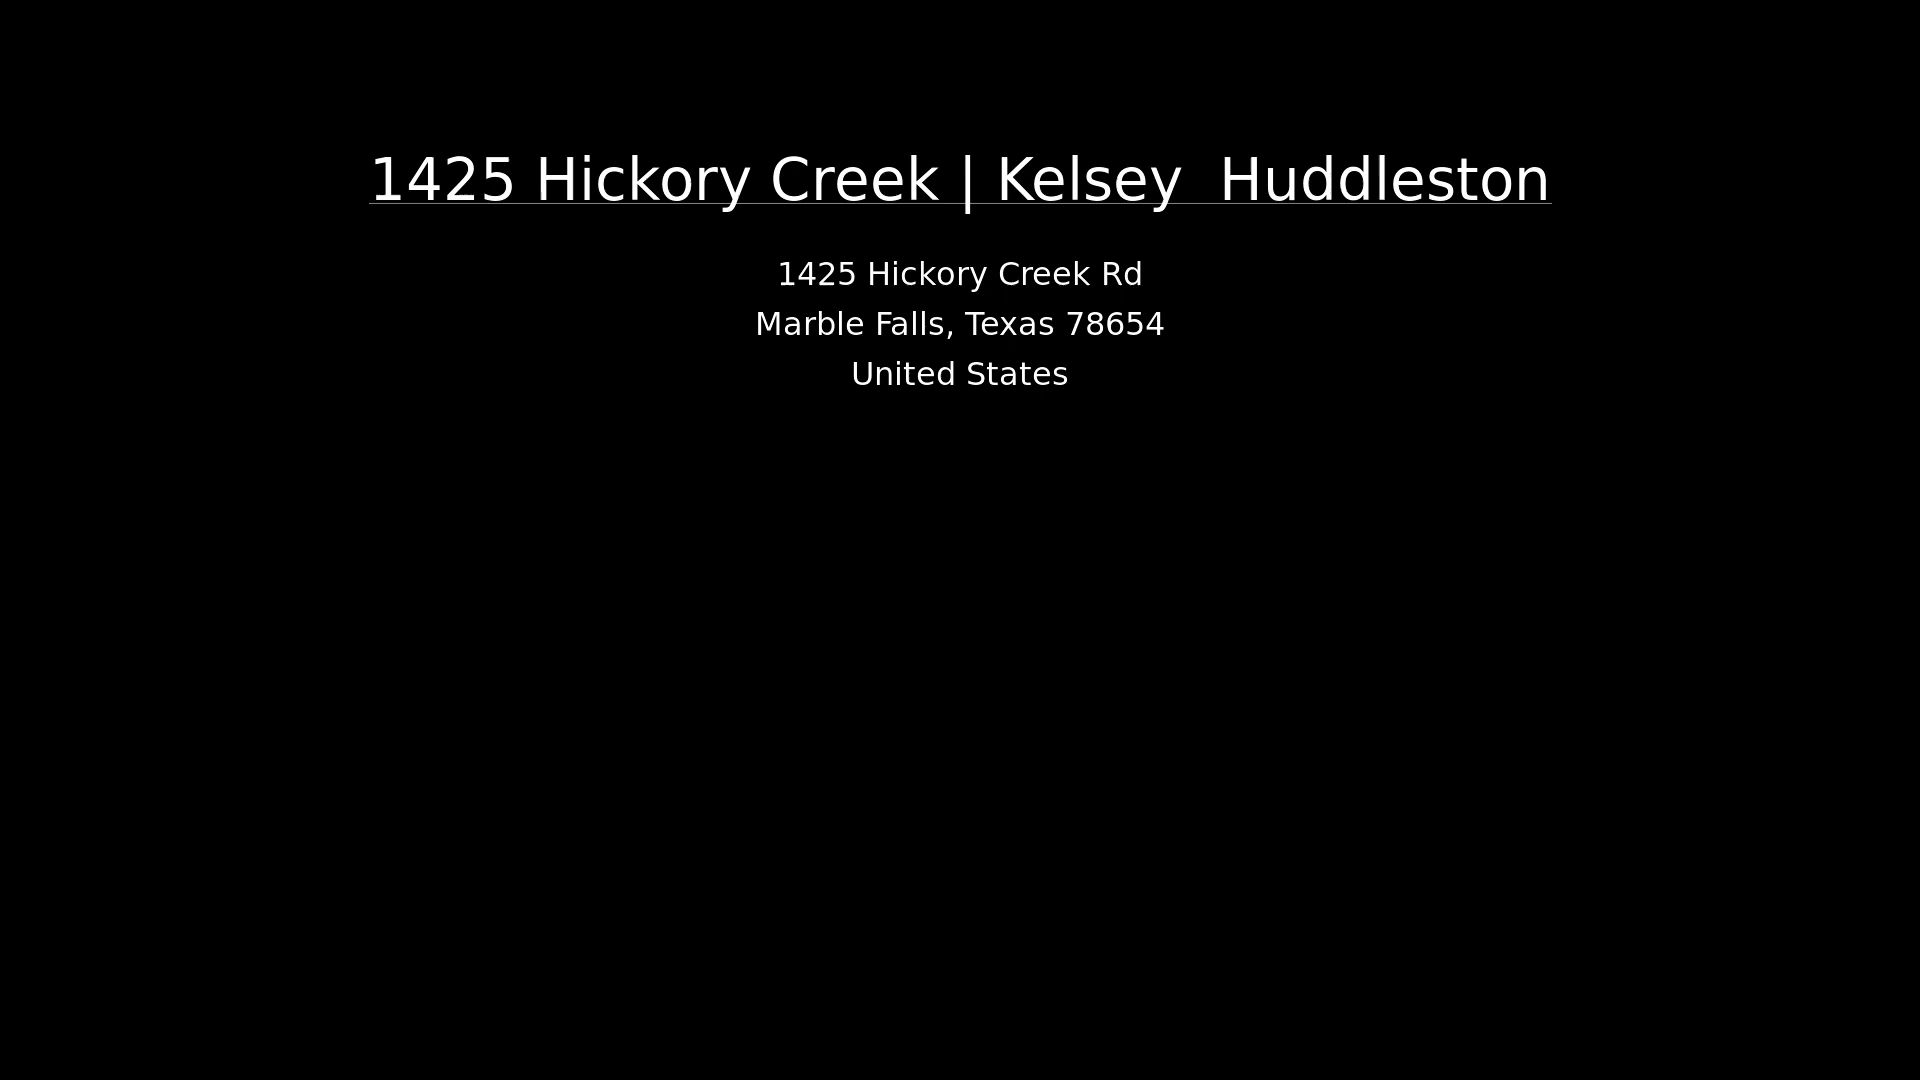 1425 Hickory Creek | Kelsey  Huddleston
1425 Hickory Creek Rd
Marble Falls, Texas 78654
United States